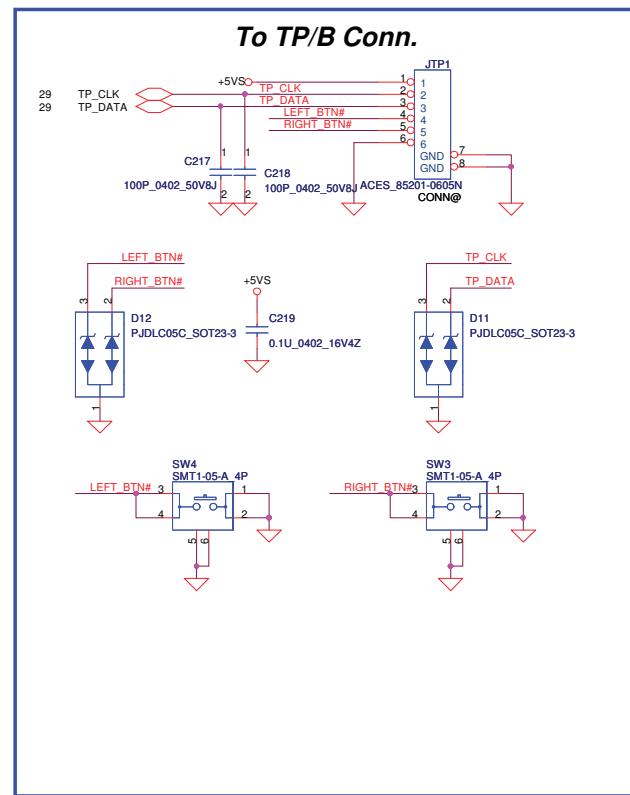 To TP/B Conn.
JTP1
+5VS
1 1
29 TP_CLK TP_CLK 2 2
29 TP_DATA TP_DATA 3 3
LEFT_BTN# 4 4
RIGHT_BTN# 5 5
6 6
GND 7
GND 8
1 1
C217 C218
100P_0402_50V8J 100P_0402_50V8J ACES_85201-0605N
2 2
CONN@
LEFT_BTN# TP_CLK
RIGHT_BTN# +5VS TP_DATA
3 2 3 2
D12 C219 D11
PJDLC05C_SOT23-3 0.1U_0402_16V4Z PJDLC05C_SOT23-3
1 1
SW4 SW3
SMT1-05-A_4P SMT1-05-A_4P
LEFT_BTN# 3 1 RIGHT_BTN# 3 1
4 2 4 2
5 6 5 6